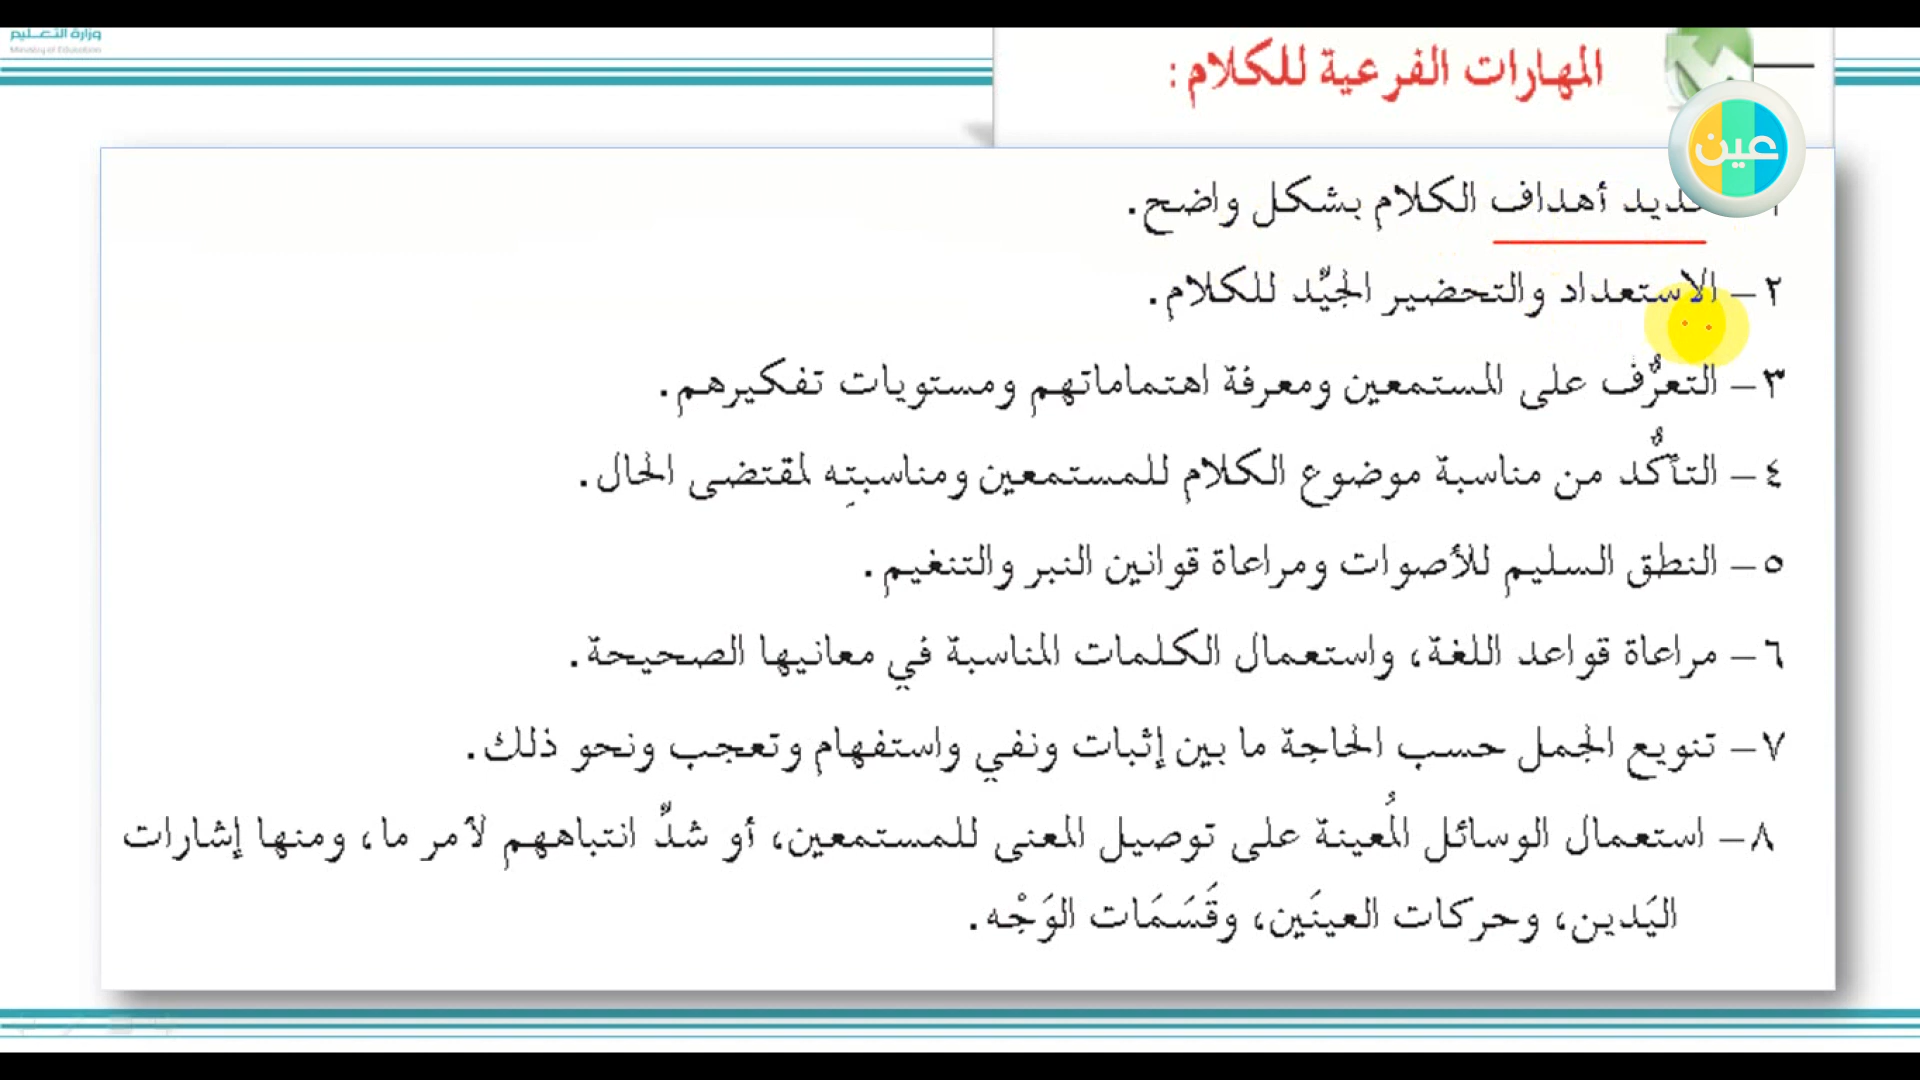 وزارة التعليم
Ministry of Education
المهارات الفرعية للكلام :
عين
أهداف الكلام بشكل واضح.
٢ – الاستعداد والتحضير الجيِّد للكلام.
٣ – التعرُّف على المستمعين ومعرفة اهتماماتهم ومستويات تفكيرهم.
٤ – التأكُّد من مناسبة موضوع الكلام للمستمعين ومناسبتِه لمقتضى الحال.
٥ – النطق السليم للأصوات ومراعاة قوانين النبر والتنغيم.
٦ – مراعاة قواعد اللغة، واستعمال الكلمات المناسبة في معانيها الصحيحة.
٧ – تنويع الجمل حسب الحاجة ما بين إثبات ونفي واستفهام وتعجب ونحو ذلك.
٨ – استعمال الوسائل المُعينة على توصيل المعنى للمستمعين، أو شدِّ انتباههم لأمر ما، ومنها إشارات
اليَدين، وحركات العينَين، وقَسَمَات الوَجْه.